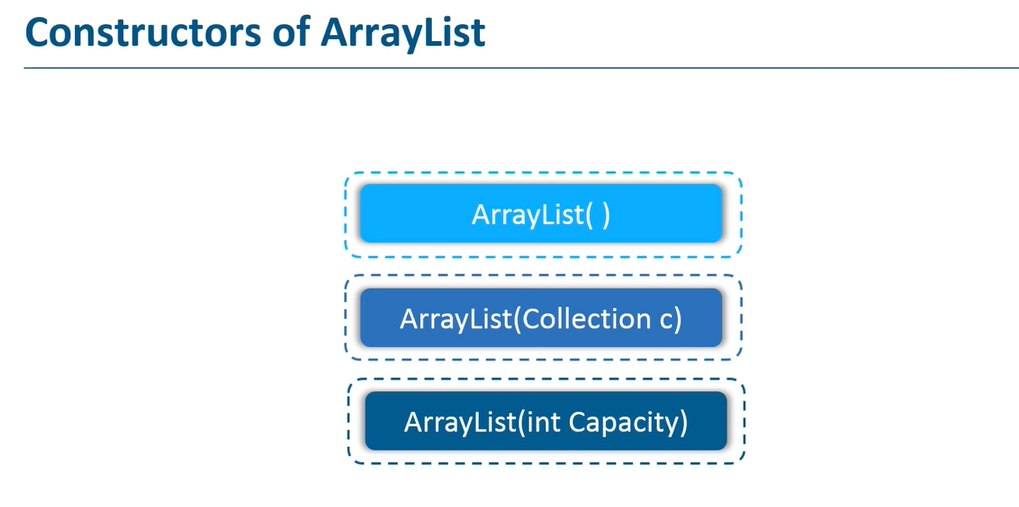 Constructors of ArrayList
ArrayList( )
ArrayList(Collection c)
ArrayList(int Capacity)